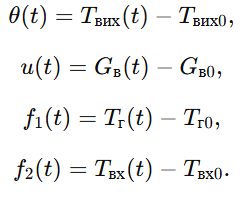 θ(t) = Tвих(t) − Tвих0,
u(t) = Gв(t) − Gв0,
f1(t) = Tг(t) − Tг0,
f2(t) = Tвх(t) − Tвх0.